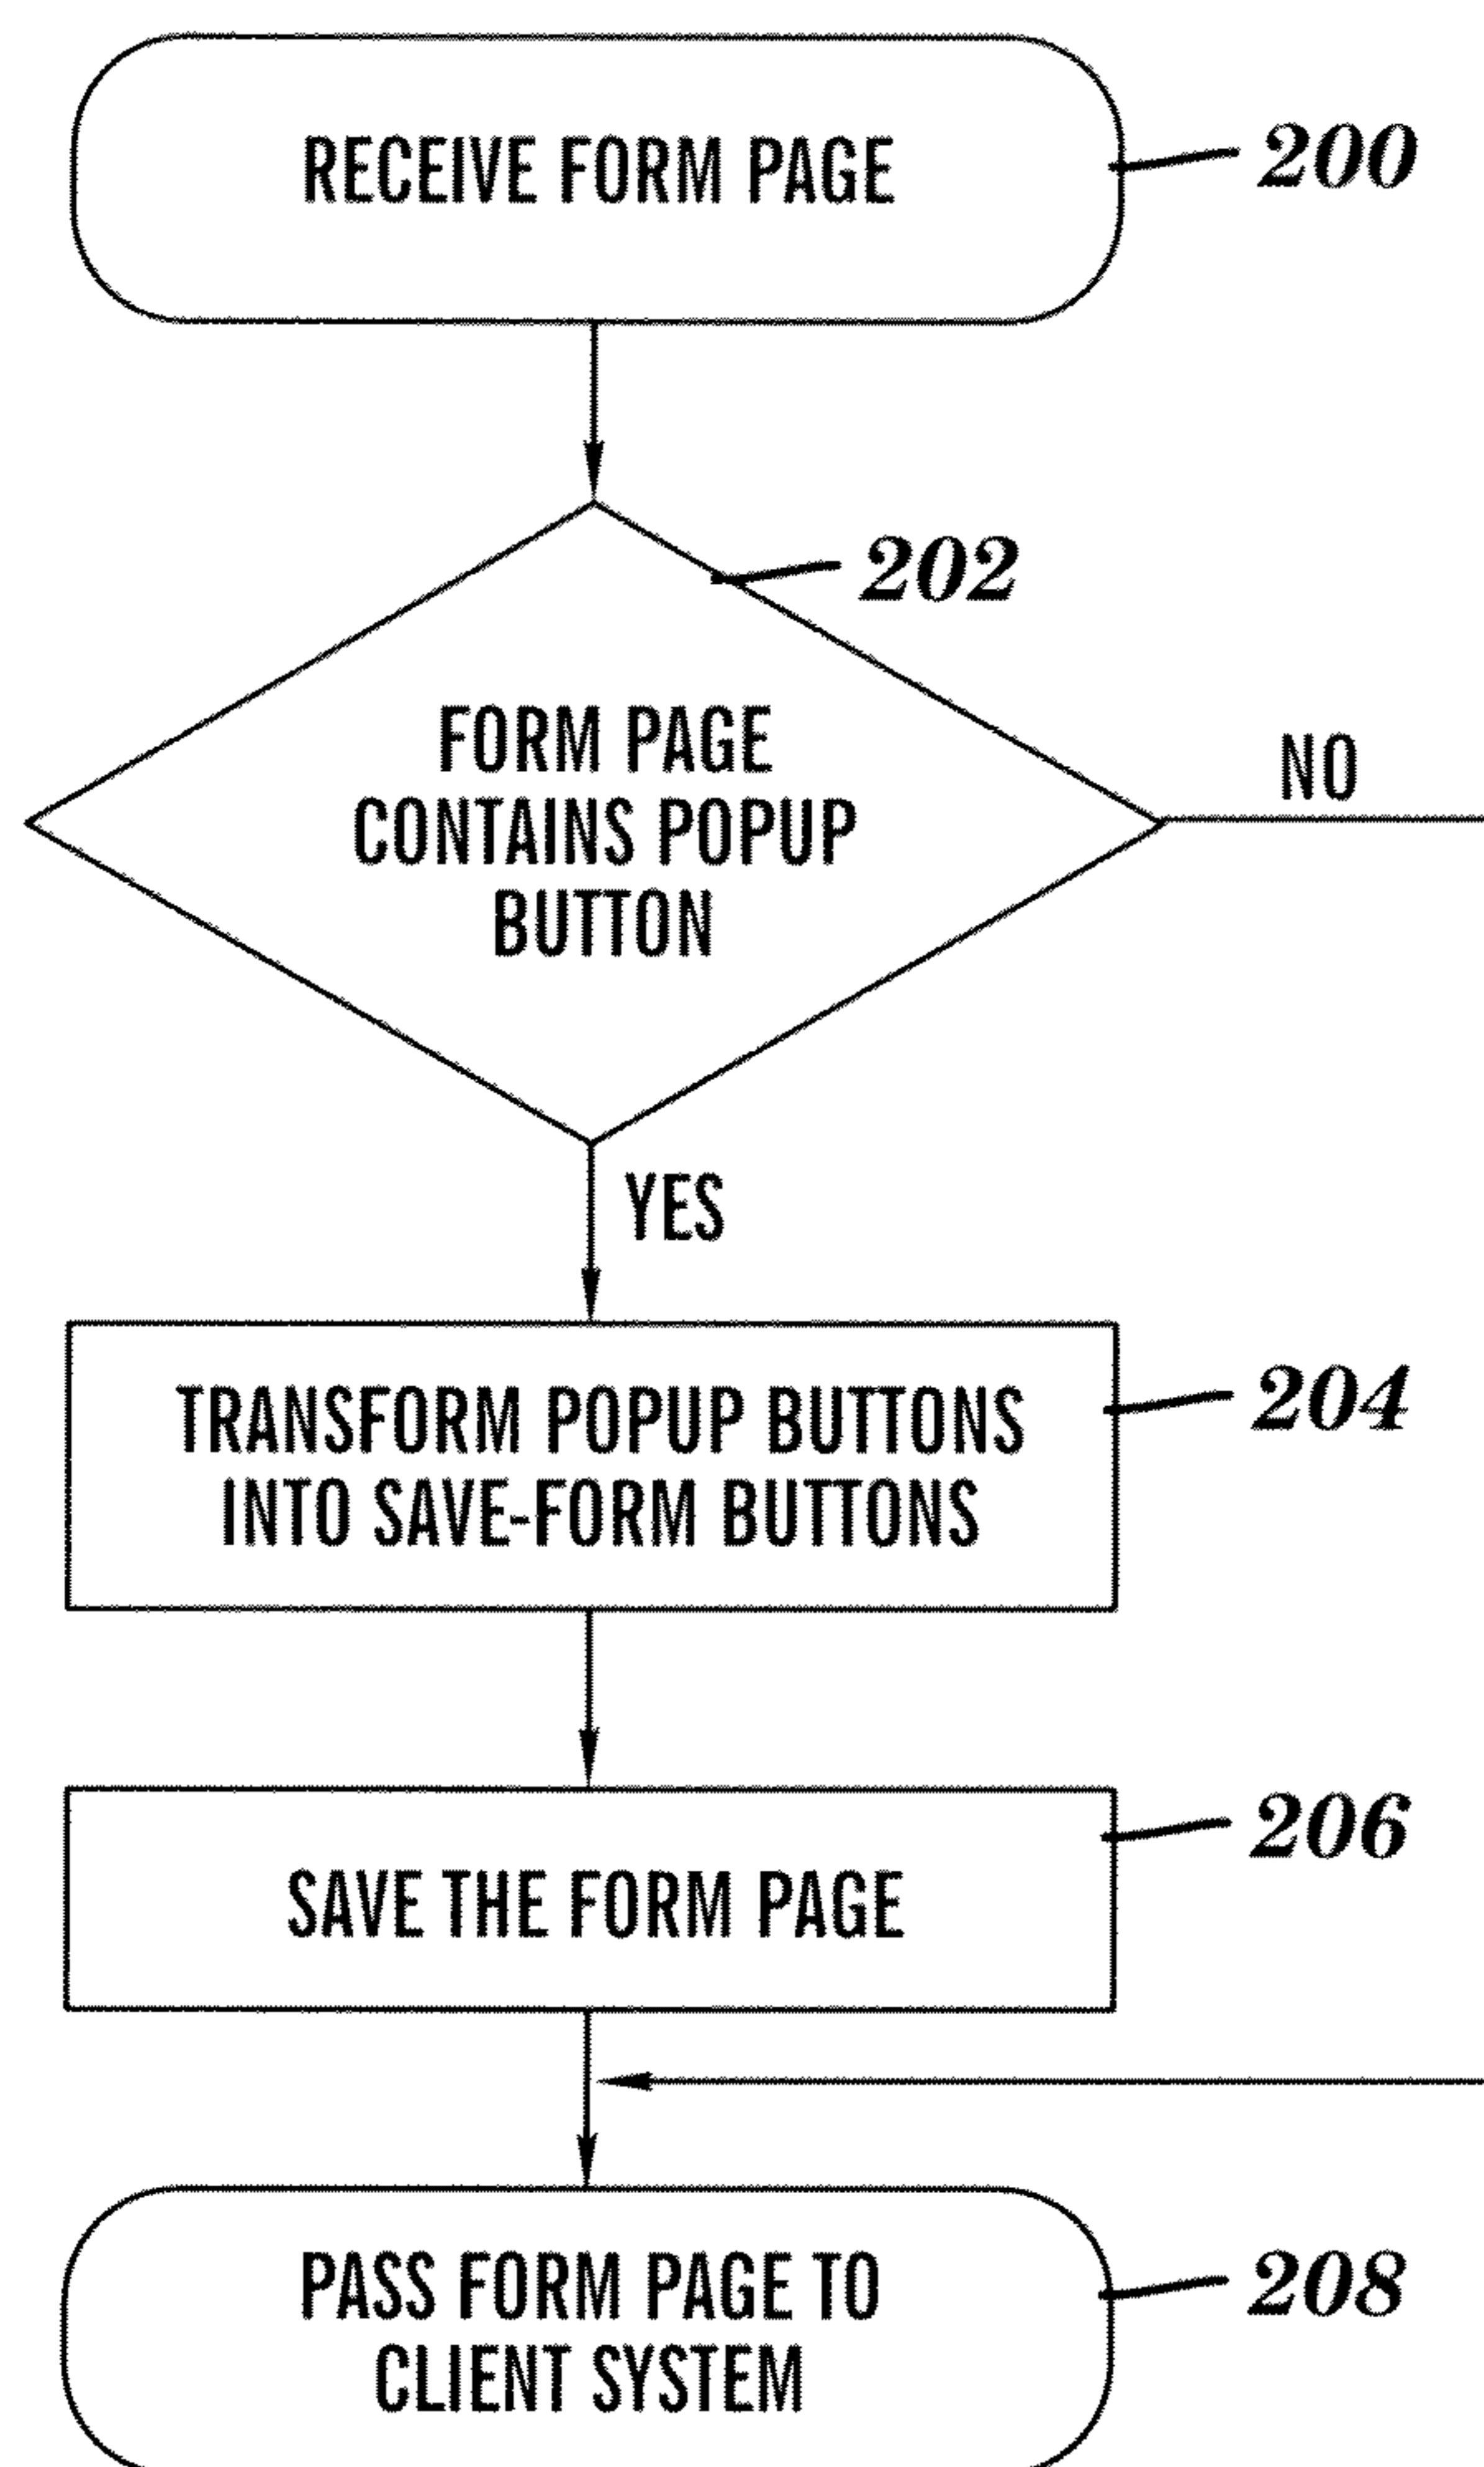 RECEIVE FORM PAGE
200
202
FORM PAGE
CONTAINS POPUP
BUTTON
NO
YES
TRANSFORM POPUP BUTTONS
INTO SAVE-FORM BUTTONS
204
SAVE THE FORM PAGE
206
PASS FORM PAGE TO
CLIENT SYSTEM
208